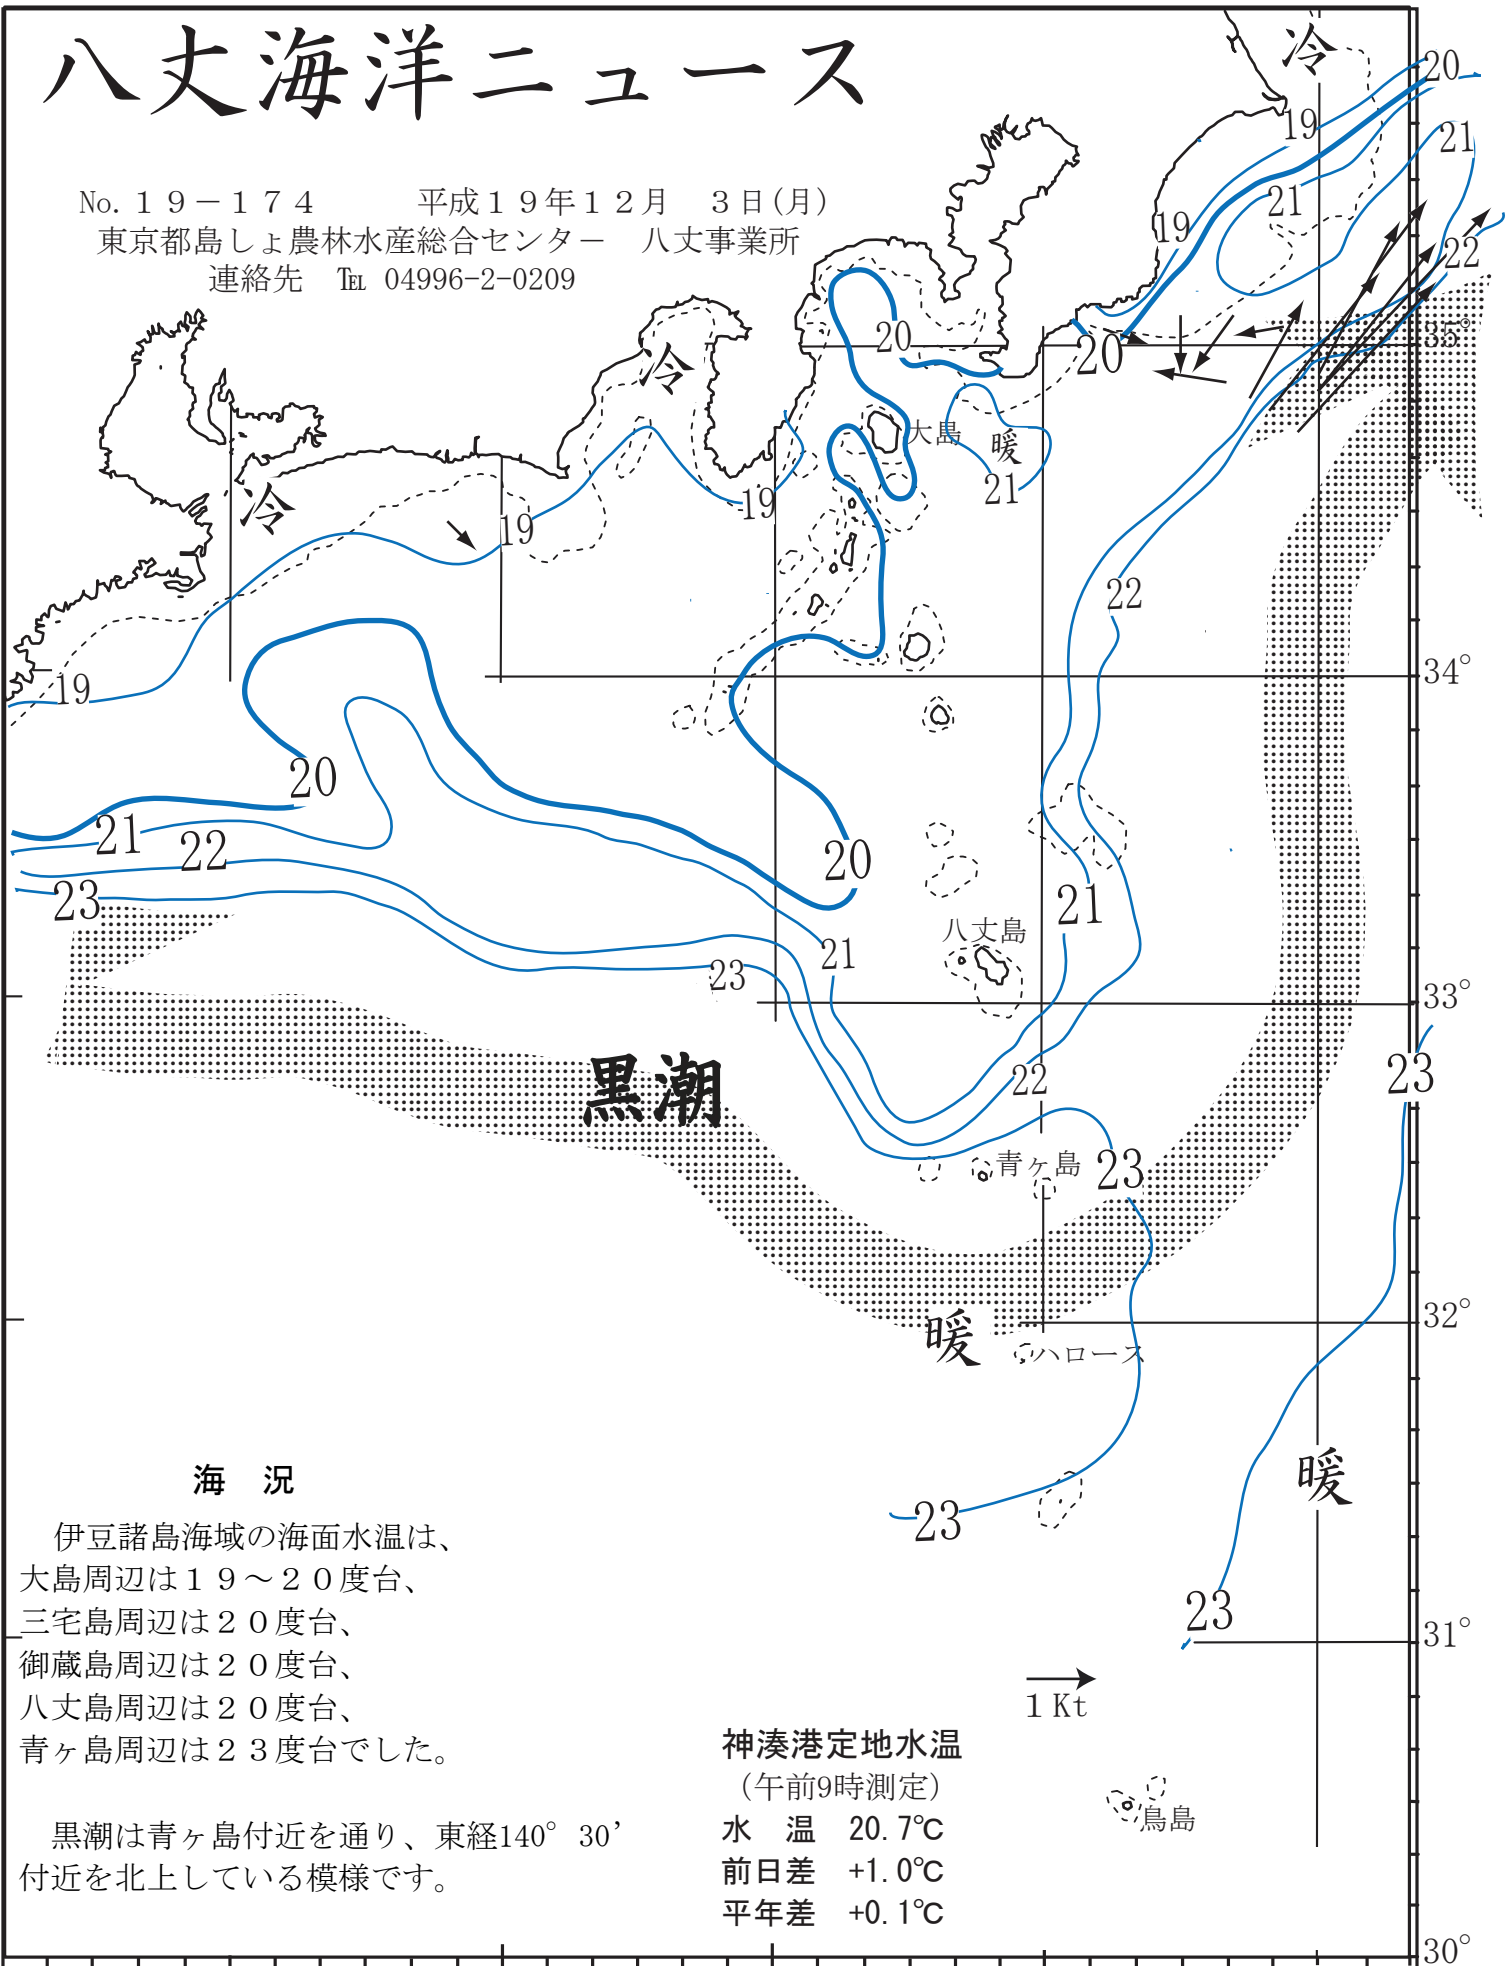 八丈海洋ニュース
No.１９－１７４　平成１９年１２月　３日(月)
東京都島しょ農林水産総合センター　八丈事業所
連絡先　℡ 04996-2-0209
冷
20
19
21
19
21
22
冷
20
20
35°
大島
暖
21
冷
19
19
22
34°
19
20
21
22
20
23
21
八丈島
21
23
33°
黒潮
22
23
青ヶ島
23
32°
暖
ハロース
暖
23
23
31°
海　況
伊豆諸島海域の海面水温は、
大島周辺は１９～２０度台、
三宅島周辺は２０度台、
御蔵島周辺は２０度台、
八丈島周辺は２０度台、
青ヶ島周辺は２３度台でした。
黒潮は青ヶ島付近を通り、東経140°30’
付近を北上している模様です。
1 Kt
神湊港定地水温
（午前9時測定）
水　温　20.7℃
前日差　+1.0℃
平年差　+0.1℃
鳥島
30°